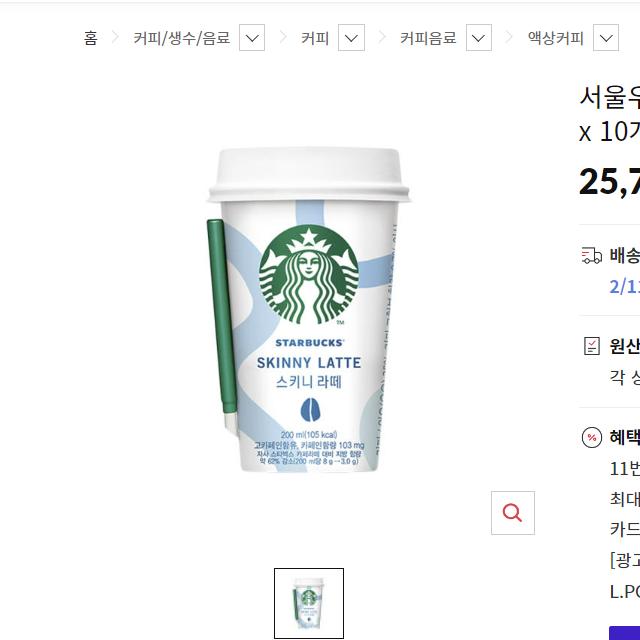 홈
커피/생수/음료
커피
커피음료
액상커피
서울우
x 10개
25,7
배송
2/1
원산
각 상
혜택
11번
최대
카드
[광고
L.PO
TM
STARBUCKS
SKINNY LATTE
스키니 라떼
200 ml(105 kcal)
고카페인함유, 카페인함량 103 mg
자사 스타벅스 카페라떼 대비 지방 함량
약 62% 감소(200 ml당 8 g→3.0 g)
%